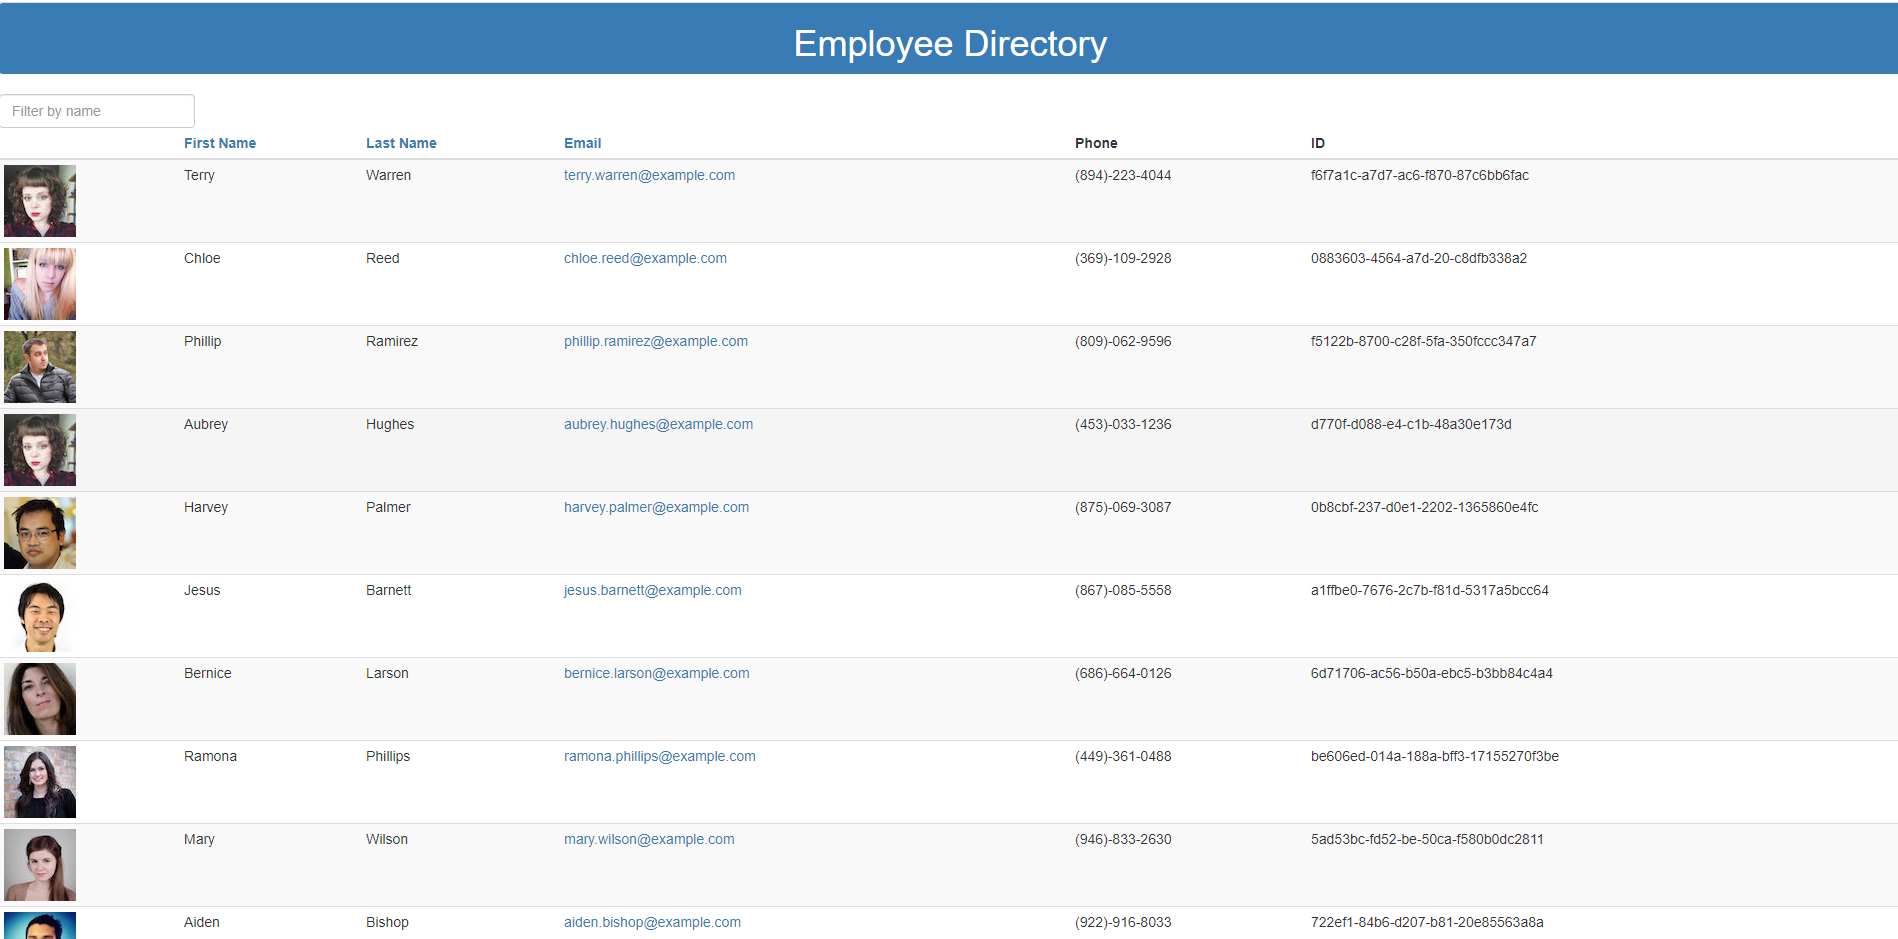 Employee Directory
Filter by name
First Name Last Name Email Phone ID
Terry Warren terry.warren@example.com (894)-223-4044 f6f7a1c-a7d7-ac6-f870-87c6bb6fac
Chloe Reed chloe.reed@example.com (369)-109-2928 0883603-4564-a7d-20-c8dfb338a2
Phillip Ramirez phillip.ramirez@example.com (809)-062-9596 f5122b-8700-c28f-5fa-350fccc347a7
Aubrey Hughes aubrey.hughes@example.com (453)-033-1236 d770f-d088-e4-c1b-48a30e173d
Harvey Palmer harvey.palmer@example.com (875)-069-3087 0b8cbf-237-d0e1-2202-1365860e4fc
Jesus Barnett jesus.barnett@example.com (867)-085-5558 a1ffbe0-7676-2c7b-f81d-5317a5bcc64
Bernice Larson bernice.larson@example.com (686)-664-0126 6d71706-ac56-b50a-ebc5-b3bb84c4a4
Ramona Phillips ramona.phillips@example.com (449)-361-0488 be606ed-014a-188a-bff3-17155270f3be
Mary Wilson mary.wilson@example.com (946)-833-2630 5ad53bc-fd52-be-50ca-f580b0dc2811
Aiden Bishop aiden.bishop@example.com (922)-916-8033 722ef1-84b6-d207-b81-20e85563a8a